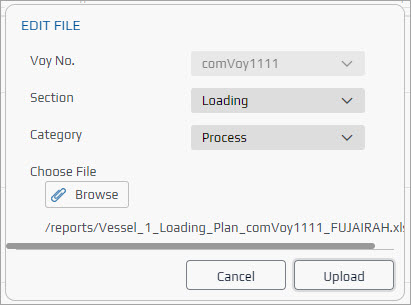 EDIT FILE
Voy No. comVoy1111
Section Loading
Category Process
Choose File
Browse
/reports/Vessel_1_Loading_Plan_comVoy1111_FUJAIRAH.xls
Cancel Upload